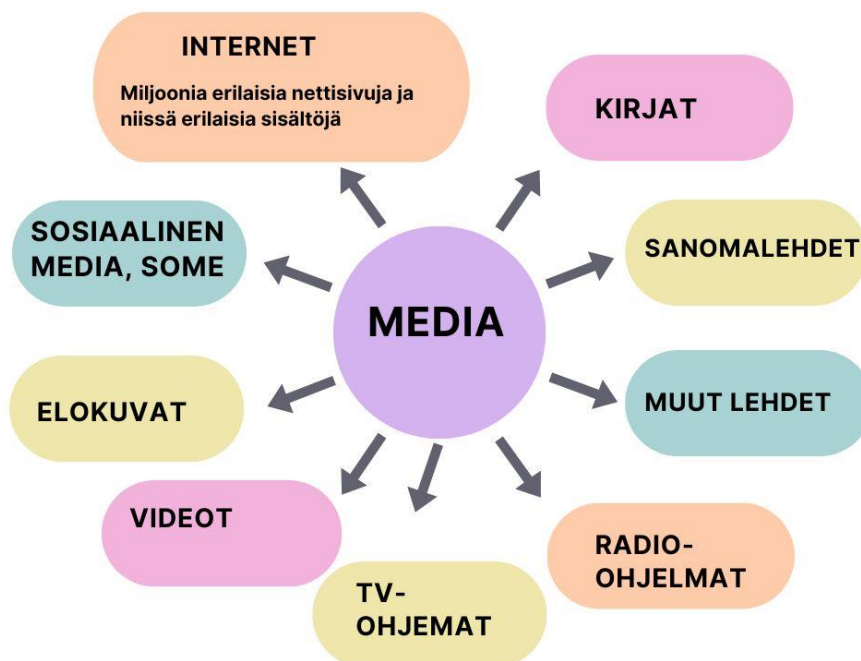 INTERNET
Miljoonia erilaisia nettisivuja ja
niissä erilaisia sisältöjä
KIRJAT
SOSIAALINEN
MEDIA, SOME
SANOMALEHDET
MEDIA
ELOKUVAT
MUUT LEHDET
VIDEOT
RADIO-
OHJELMAT
TV-
OHJEMAT